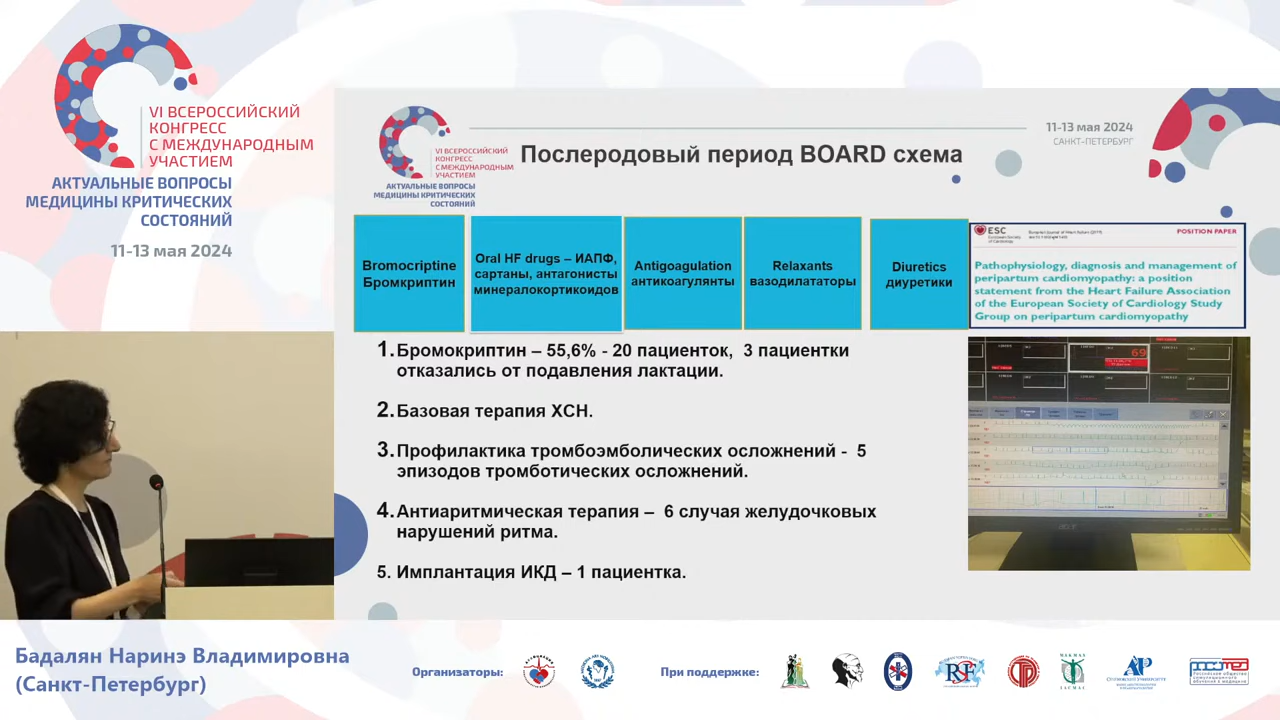 VI ВСЕРОССИЙСКИЙ
КОНГРЕСС
С МЕЖДУНАРОДНЫМ
УЧАСТИЕМ
АКТУАЛЬНЫЕ ВОПРОСЫ
МЕДИЦИНЫ КРИТИЧЕСКИХ
СОСТОЯНИЙ
11-13 мая 2024
VI ВСЕРОССИЙСКИЙ
КОНГРЕСС
С МЕЖДУНАРОДНЫМ
УЧАСТИЕМ
АКТУАЛЬНЫЕ ВОПРОСЫ
МЕДИЦИНЫ КРИТИЧЕСКИХ
СОСТОЯНИЙ
11-13 мая 2024
САНКТ-ПЕТЕРБУРГ
Послеродовый период BOARD схема
Bromocriptine
Бромкриптин
Oral HF drugs – ИАПФ,
сартаны, антагонисты
минералокортикоидов
Antigoagulation
антикоагулянты
Relaxants
вазодилататоры
Diuretics
диуретики
ESC
European Society
of Cardiology
POSITION PAPER
Pathophysiology, diagnosis and management of
peripartum cardiomyopathy: a position
statement from the Heart Failure Association
of the European Society of Cardiology Study
Group on peripartum cardiomyopathy
1. Бромокриптин – 55,6% - 20 пациенток, 3 пациентки
отказались от подавления лактации.
2. Базовая терапия ХСН.
3. Профилактика тромбоэмболических осложнений - 5
эпизодов тромботических осложнений.
4. Антиаритмическая терапия – 6 случая желудочковых
нарушений ритма.
5. Имплантация ИКД – 1 пациентка.
69
acer
Бадалян Наринэ Владимировна
(Санкт-Петербург)
Организаторы:
При поддержке: